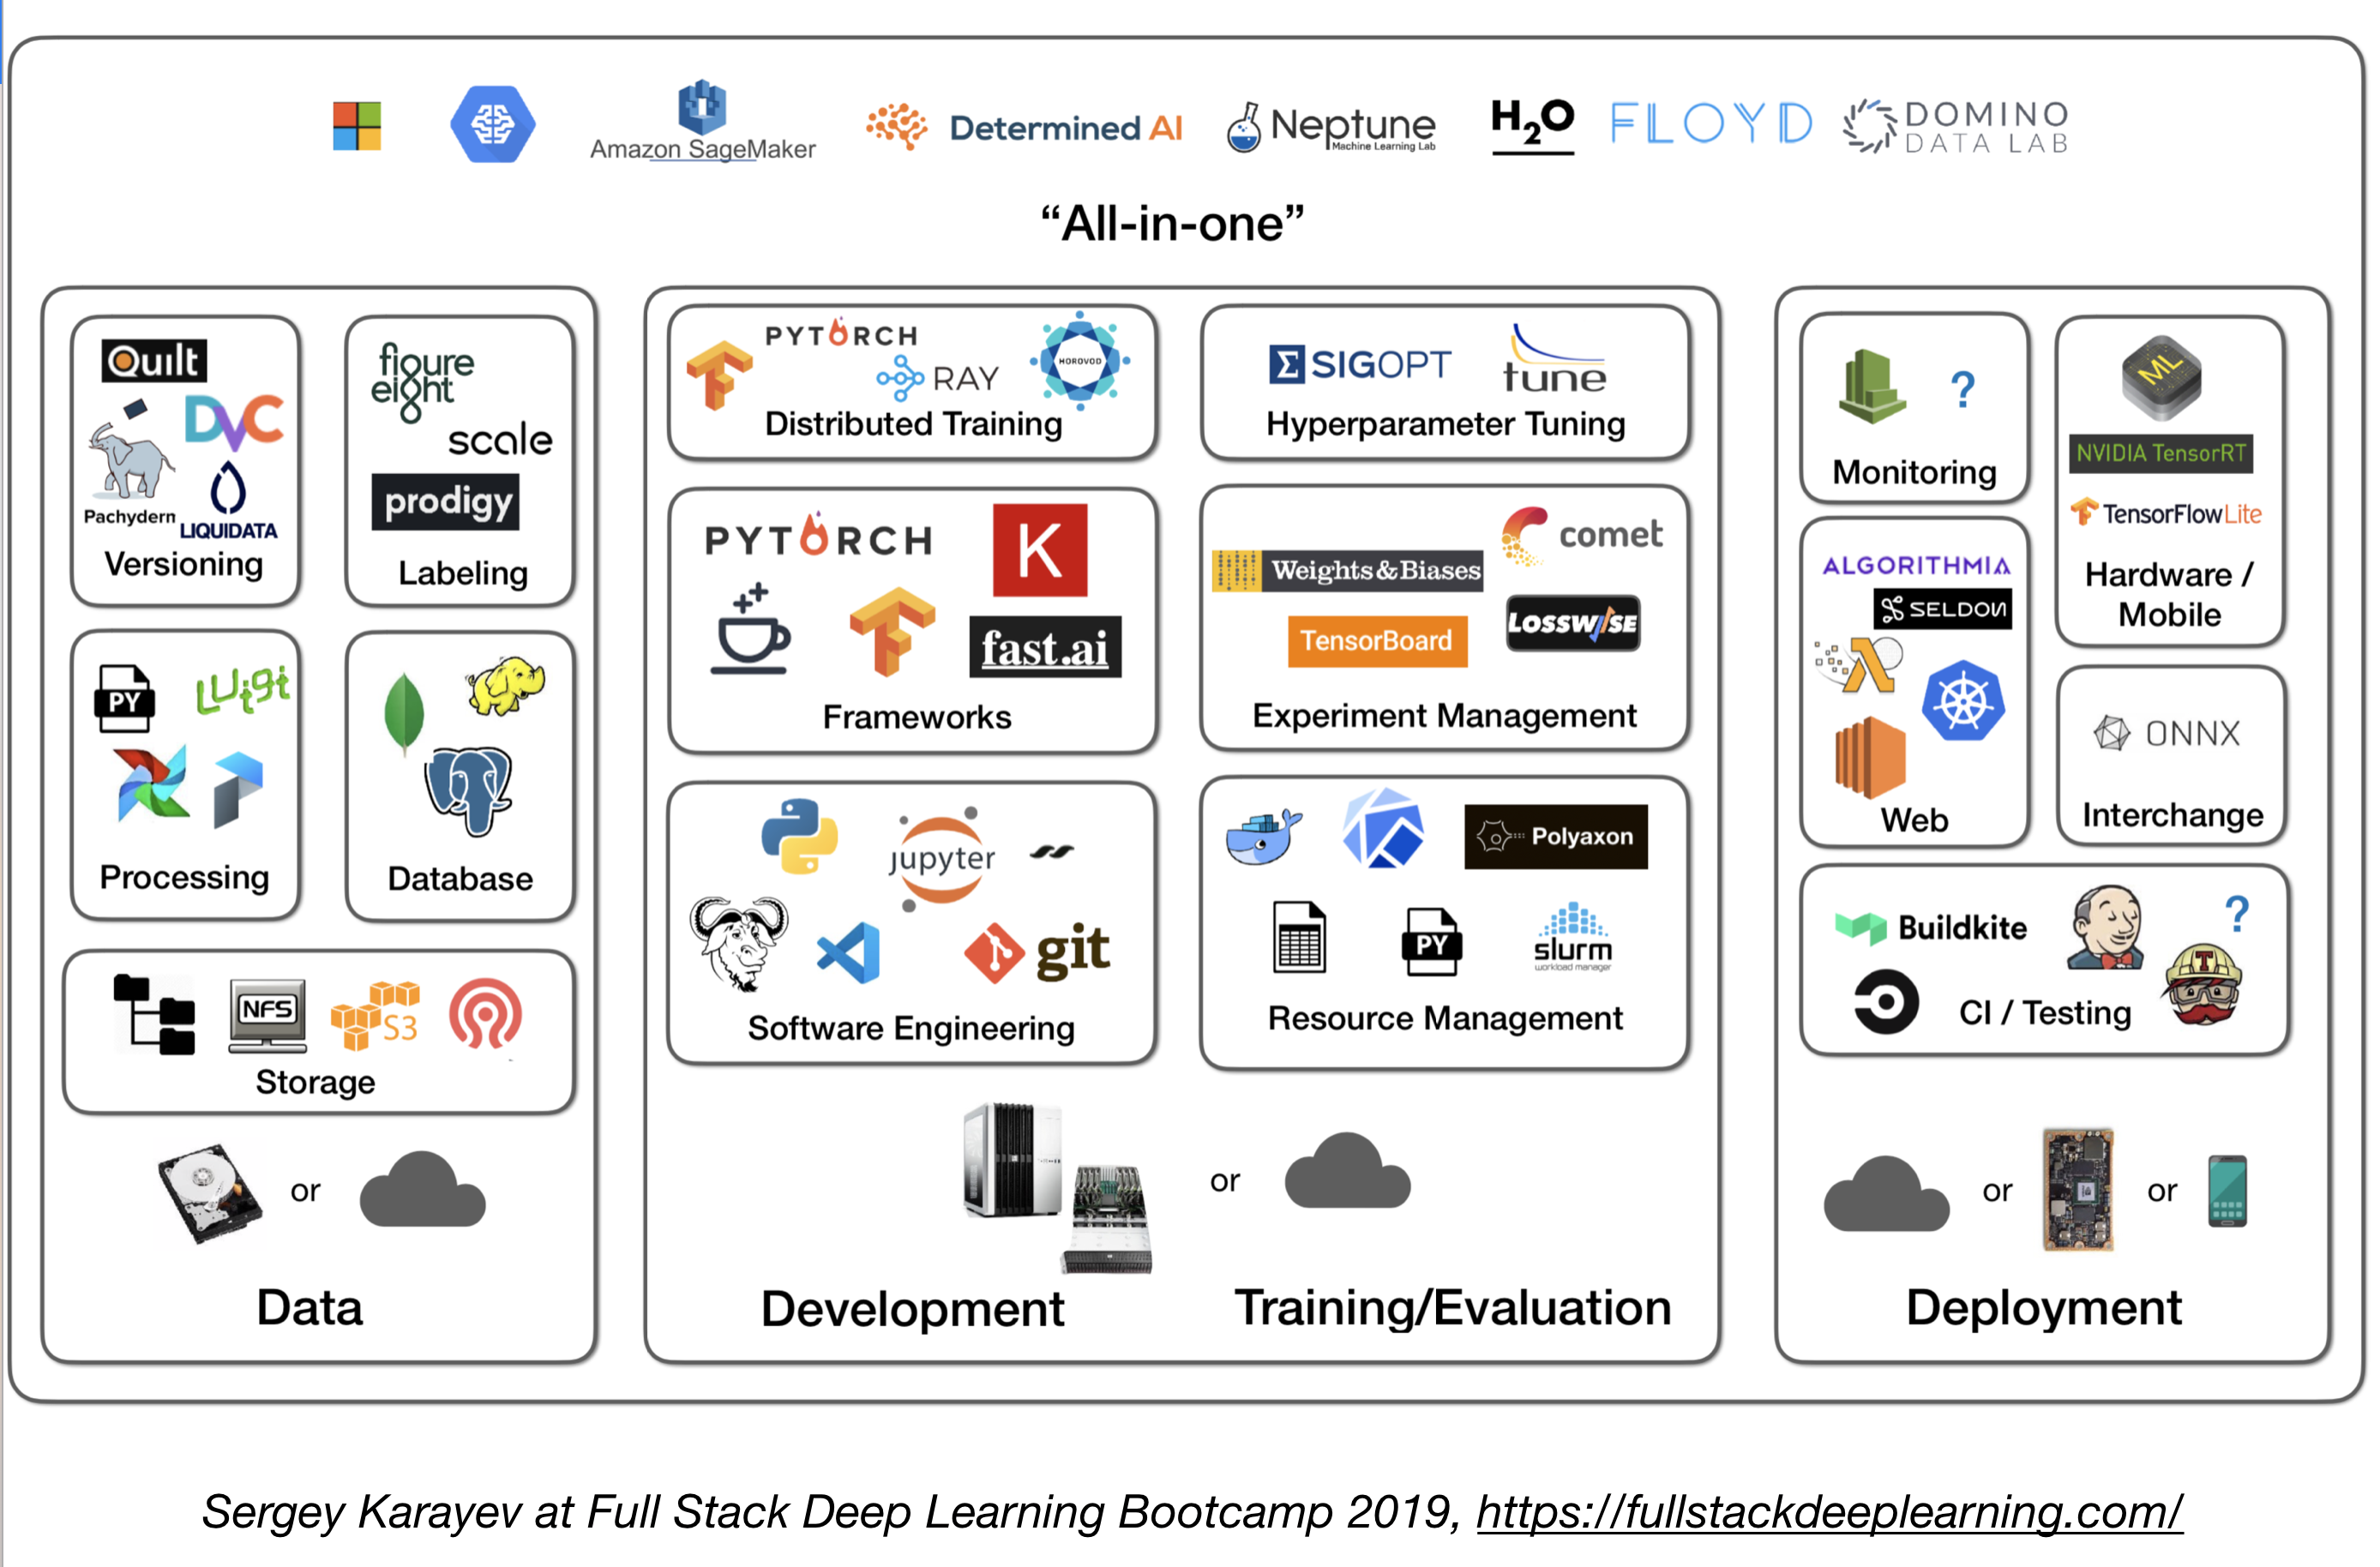 Amazon SageMaker
Determined AI
Neptune
Machine Learning Lab
H2O
FLOYD
DOMINO
DATA LAB
“All-in-one”
Quilt
DVC
Pachyderm
LIQUIDATA
Versioning
figure
eight
scale
prodigy
Labeling
PY
Luigi
Processing
Database
NFS
S3
Storage
or
Data
PYTORCH
RAY
HOROVOD
Distributed Training
SIGOPT
tune
Hyperparameter Tuning
PYTORCH
K
++
fast.ai
Frameworks
comet
Weights & Biases
TensorBoard
LOSSWISE
Experiment Management
jupyter
git
Software Engineering
Polyaxon
PY
slurm
workload manager
Resource Management
or
Development
Training/Evaluation
?
Monitoring
ML
NVIDIA TensorRT
TensorFlow Lite
Hardware /
Mobile
ALGORITHMIA
SELDON
Web
ONNX
Interchange
Buildkite
?
T
CI / Testing
or
or
Deployment
Sergey Karayev at Full Stack Deep Learning Bootcamp 2019, https://fullstackdeeplearning.com/